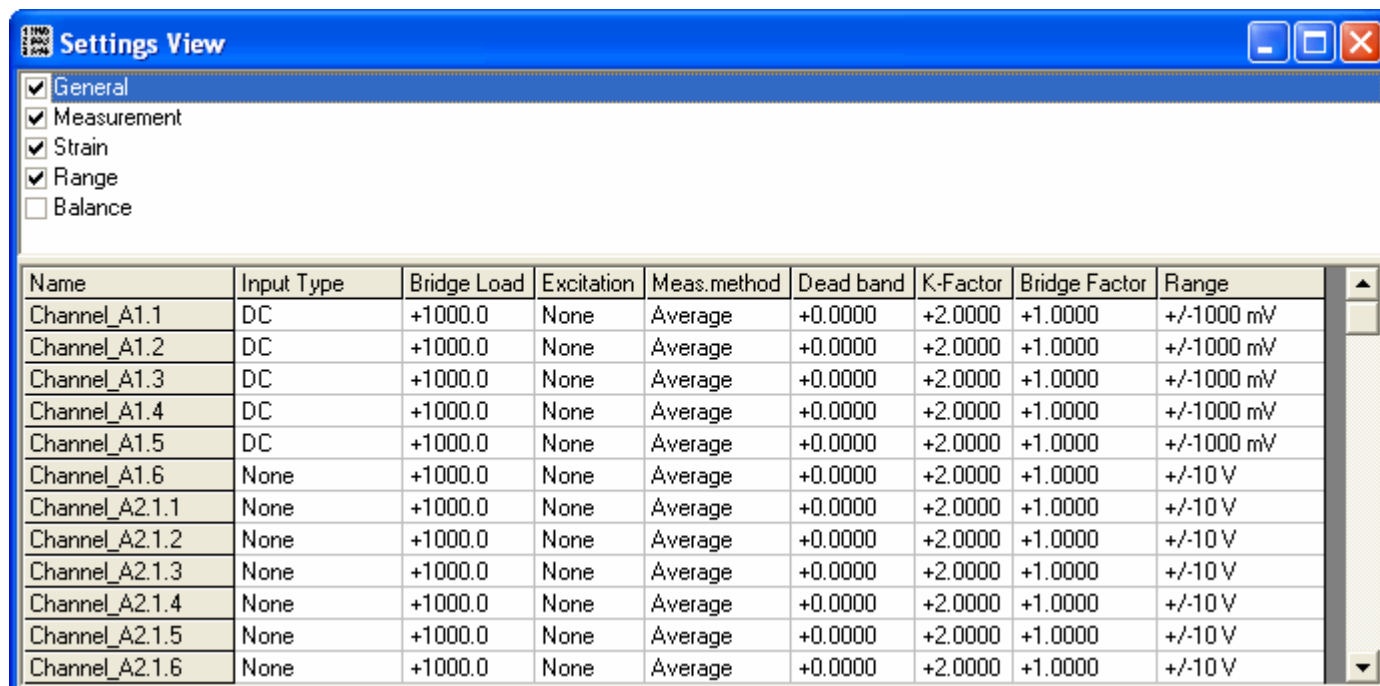 Settings View
General
Measurement
Strain
Range
Balance
Name Input Type Bridge Load Excitation Meas.method Dead band K-Factor Bridge Factor Range
Channel_A1.1 DC +1000.0 None Average +0.0000 +2.0000 +1.0000 +/-1000 mV
Channel_A1.2 DC +1000.0 None Average +0.0000 +2.0000 +1.0000 +/-1000 mV
Channel_A1.3 DC +1000.0 None Average +0.0000 +2.0000 +1.0000 +/-1000 mV
Channel_A1.4 DC +1000.0 None Average +0.0000 +2.0000 +1.0000 +/-1000 mV
Channel_A1.5 DC +1000.0 None Average +0.0000 +2.0000 +1.0000 +/-1000 mV
Channel_A1.6 None +1000.0 None Average +0.0000 +2.0000 +1.0000 +/-10 V
Channel_A2.1.1 None +1000.0 None Average +0.0000 +2.0000 +1.0000 +/-10 V
Channel_A2.1.2 None +1000.0 None Average +0.0000 +2.0000 +1.0000 +/-10 V
Channel_A2.1.3 None +1000.0 None Average +0.0000 +2.0000 +1.0000 +/-10 V
Channel_A2.1.4 None +1000.0 None Average +0.0000 +2.0000 +1.0000 +/-10 V
Channel_A2.1.5 None +1000.0 None Average +0.0000 +2.0000 +1.0000 +/-10 V
Channel_A2.1.6 None +1000.0 None Average +0.0000 +2.0000 +1.0000 +/-10 V